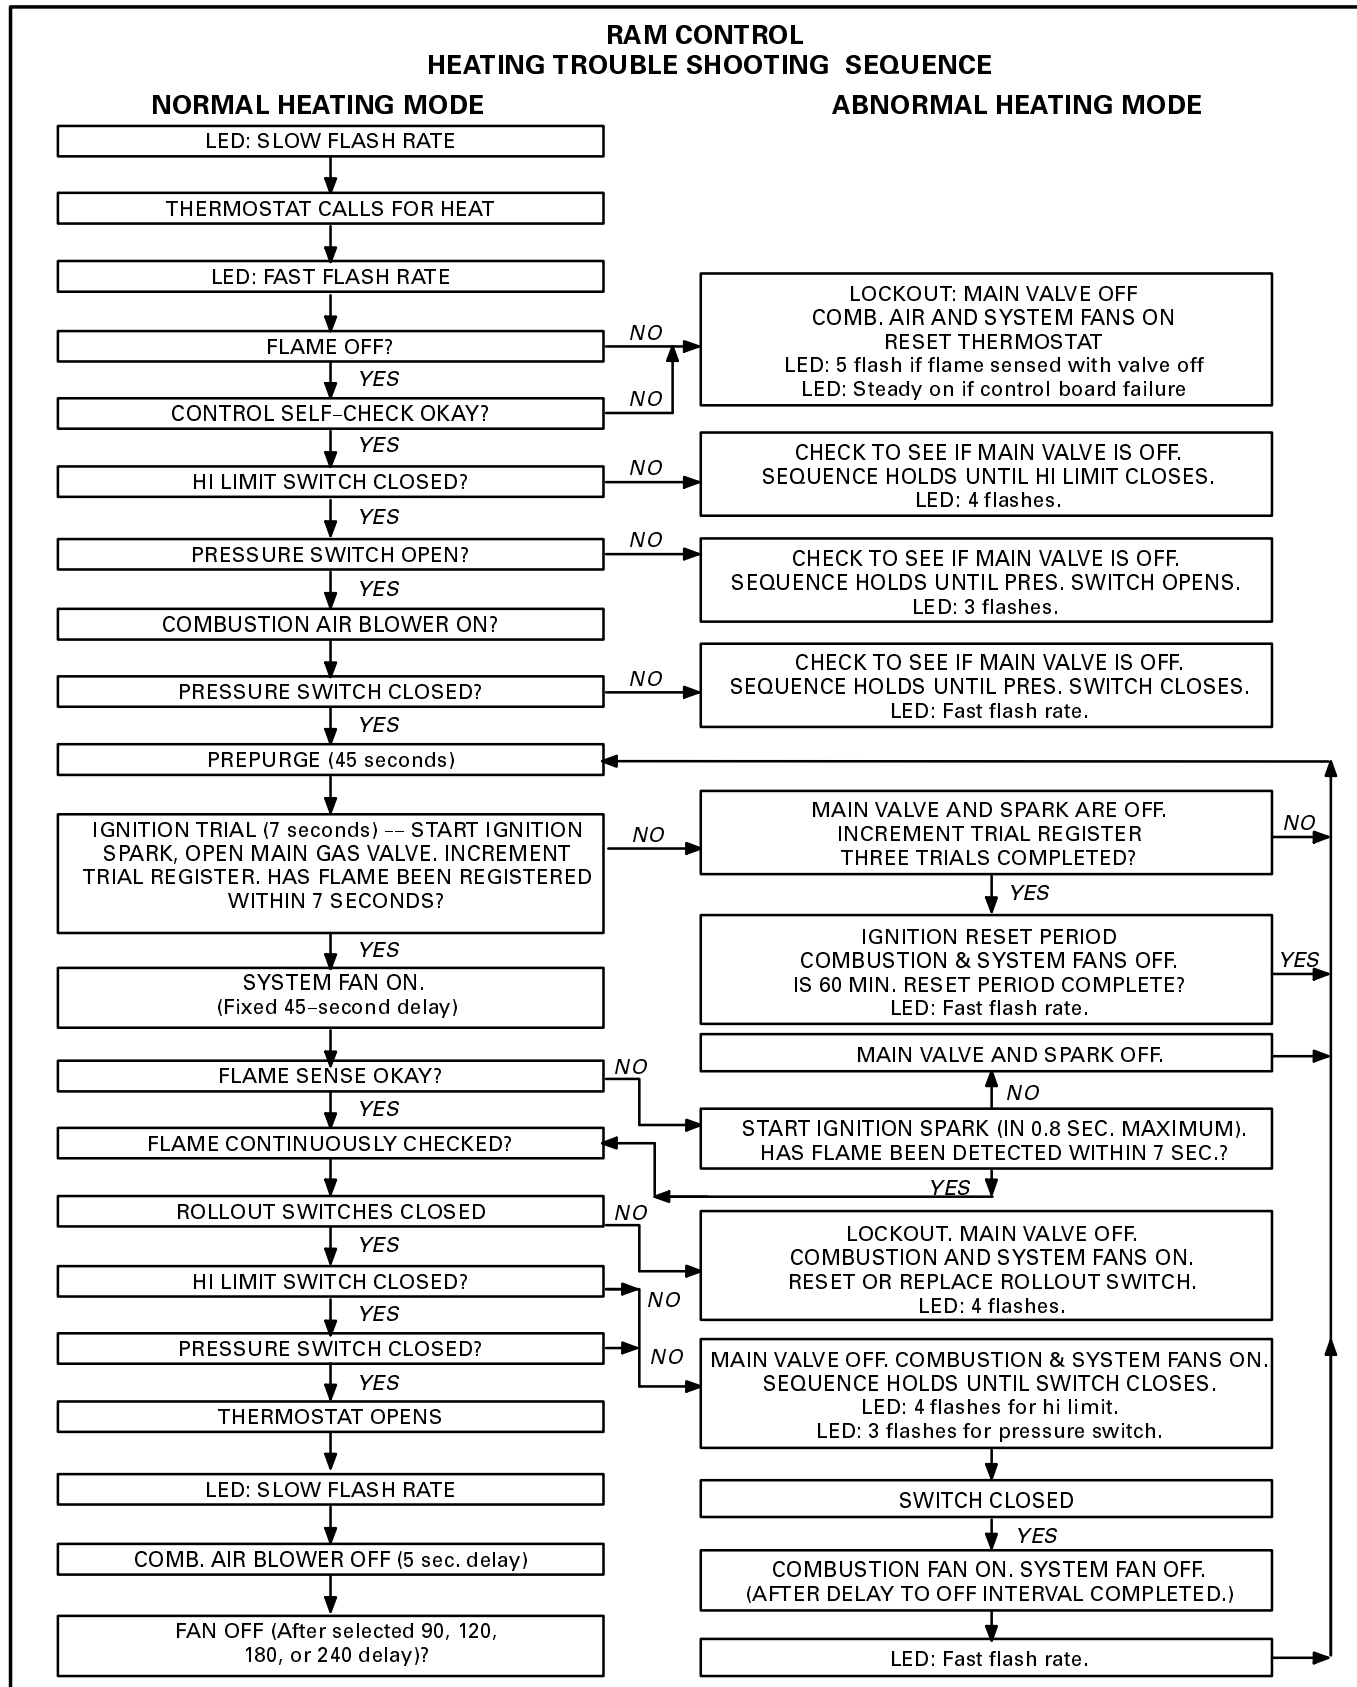 RAM CONTROL
HEATING TROUBLE SHOOTING SEQUENCE
NORMAL HEATING MODE
LED: SLOW FLASH RATE
THERMOSTAT CALLS FOR HEAT
LED: FAST FLASH RATE
FLAME OFF?
NO
YES
CONTROL SELF-CHECK OKAY?
NO
YES
HI LIMIT SWITCH CLOSED?
NO
YES
PRESSURE SWITCH OPEN?
NO
YES
COMBUSTION AIR BLOWER ON?
PRESSURE SWITCH CLOSED?
NO
YES
PREPURGE (45 seconds)
IGNITION TRIAL (7 seconds) -- START IGNITION
SPARK, OPEN MAIN GAS VALVE. INCREMENT
TRIAL REGISTER. HAS FLAME BEEN REGISTERED
WITHIN 7 SECONDS?
NO
YES
SYSTEM FAN ON.
(Fixed 45-second delay)
FLAME SENSE OKAY?
NO
YES
FLAME CONTINUOUSLY CHECKED?
ROLLOUT SWITCHES CLOSED
NO
YES
HI LIMIT SWITCH CLOSED?
NO
YES
PRESSURE SWITCH CLOSED?
NO
YES
THERMOSTAT OPENS
LED: SLOW FLASH RATE
COMB. AIR BLOWER OFF (5 sec. delay)
FAN OFF (After selected 90, 120,
180, or 240 delay)?
ABNORMAL HEATING MODE
LOCKOUT: MAIN VALVE OFF
COMB. AIR AND SYSTEM FANS ON
RESET THERMOSTAT
LED: 5 flash if flame sensed with valve off
LED: Steady on if control board failure
CHECK TO SEE IF MAIN VALVE IS OFF.
SEQUENCE HOLDS UNTIL HI LIMIT CLOSES.
LED: 4 flashes.
CHECK TO SEE IF MAIN VALVE IS OFF.
SEQUENCE HOLDS UNTIL PRES. SWITCH OPENS.
LED: 3 flashes.
CHECK TO SEE IF MAIN VALVE IS OFF.
SEQUENCE HOLDS UNTIL PRES. SWITCH CLOSES.
LED: Fast flash rate.
MAIN VALVE AND SPARK ARE OFF.
INCREMENT TRIAL REGISTER
THREE TRIALS COMPLETED?
NO
YES
IGNITION RESET PERIOD
COMBUSTION & SYSTEM FANS OFF.
IS 60 MIN. RESET PERIOD COMPLETE?
LED: Fast flash rate.
YES
MAIN VALVE AND SPARK OFF.
NO
START IGNITION SPARK (IN 0.8 SEC. MAXIMUM).
HAS FLAME BEEN DETECTED WITHIN 7 SEC.?
YES
LOCKOUT. MAIN VALVE OFF.
COMBUSTION AND SYSTEM FANS ON.
RESET OR REPLACE ROLLOUT SWITCH.
LED: 4 flashes.
MAIN VALVE OFF. COMBUSTION & SYSTEM FANS ON.
SEQUENCE HOLDS UNTIL SWITCH CLOSES.
LED: 4 flashes for hi limit.
LED: 3 flashes for pressure switch.
SWITCH CLOSED
YES
COMBUSTION FAN ON. SYSTEM FAN OFF.
(AFTER DELAY TO OFF INTERVAL COMPLETED.)
LED: Fast flash rate.